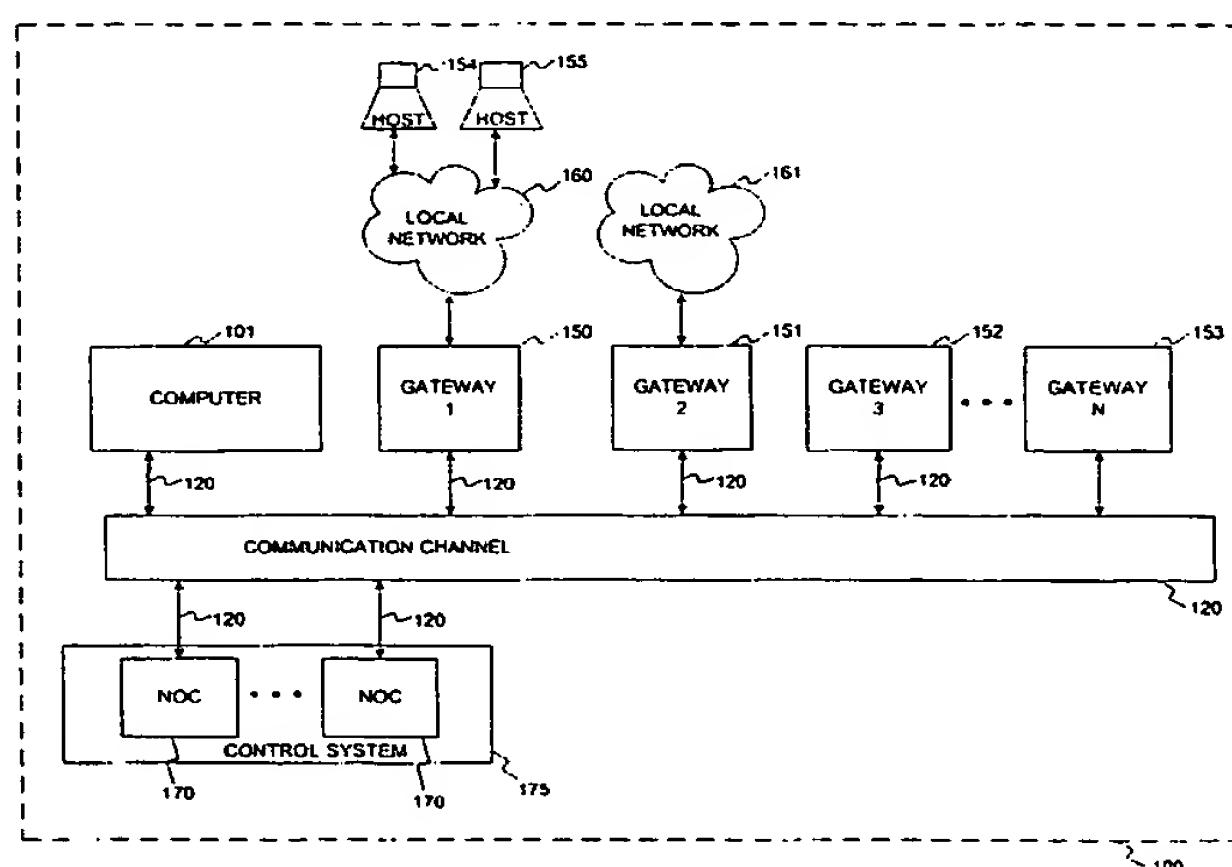 154
155
HOST
HOST
160
161
LOCAL
NETWORK
LOCAL
NETWORK
101
150
151
152
153
COMPUTER
GATEWAY
1
GATEWAY
2
GATEWAY
3
GATEWAY
N
120
120
120
120
COMMUNICATION CHANNEL
120
120
120
NOC
NOC
CONTROL SYSTEM
170
170
175